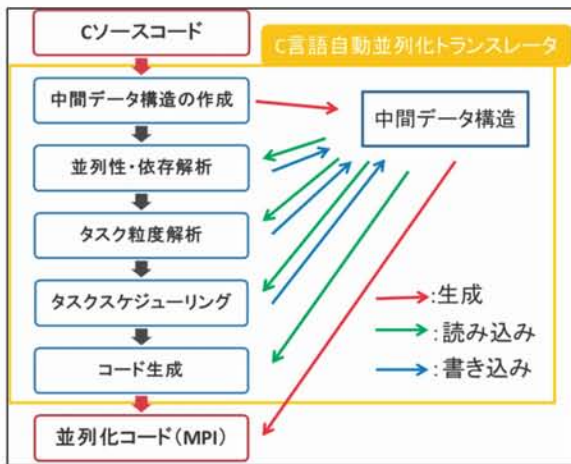 Cソースコード
C言語自動並列化トランスレータ
中間データ構造の作成
中間データ構造
並列性・依存解析
タスク粒度解析
タスクスケジューリング
:生成
:読み込み
コード生成
:書き込み
並列化コード(MPI)